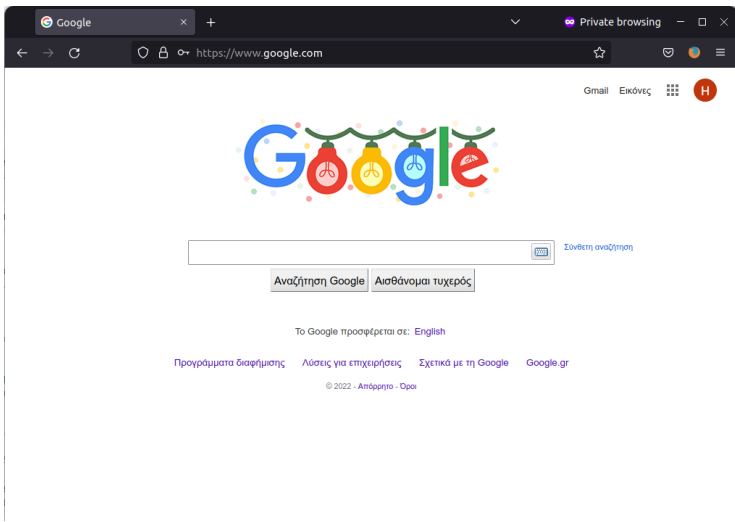 Google
Private browsing
https://www.google.com
Gmail Εικόνες H
Google
Σύνθετη αναζήτηση
Αναζήτηση Google Αισθάνομαι τυχερός
Το Google προσφέρεται σε: English
Προγράμματα διαφήμισης Λύσεις για επιχειρήσεις Σχετικά με τη Google Google.gr
© 2022 - Απόρρητο - Όροι